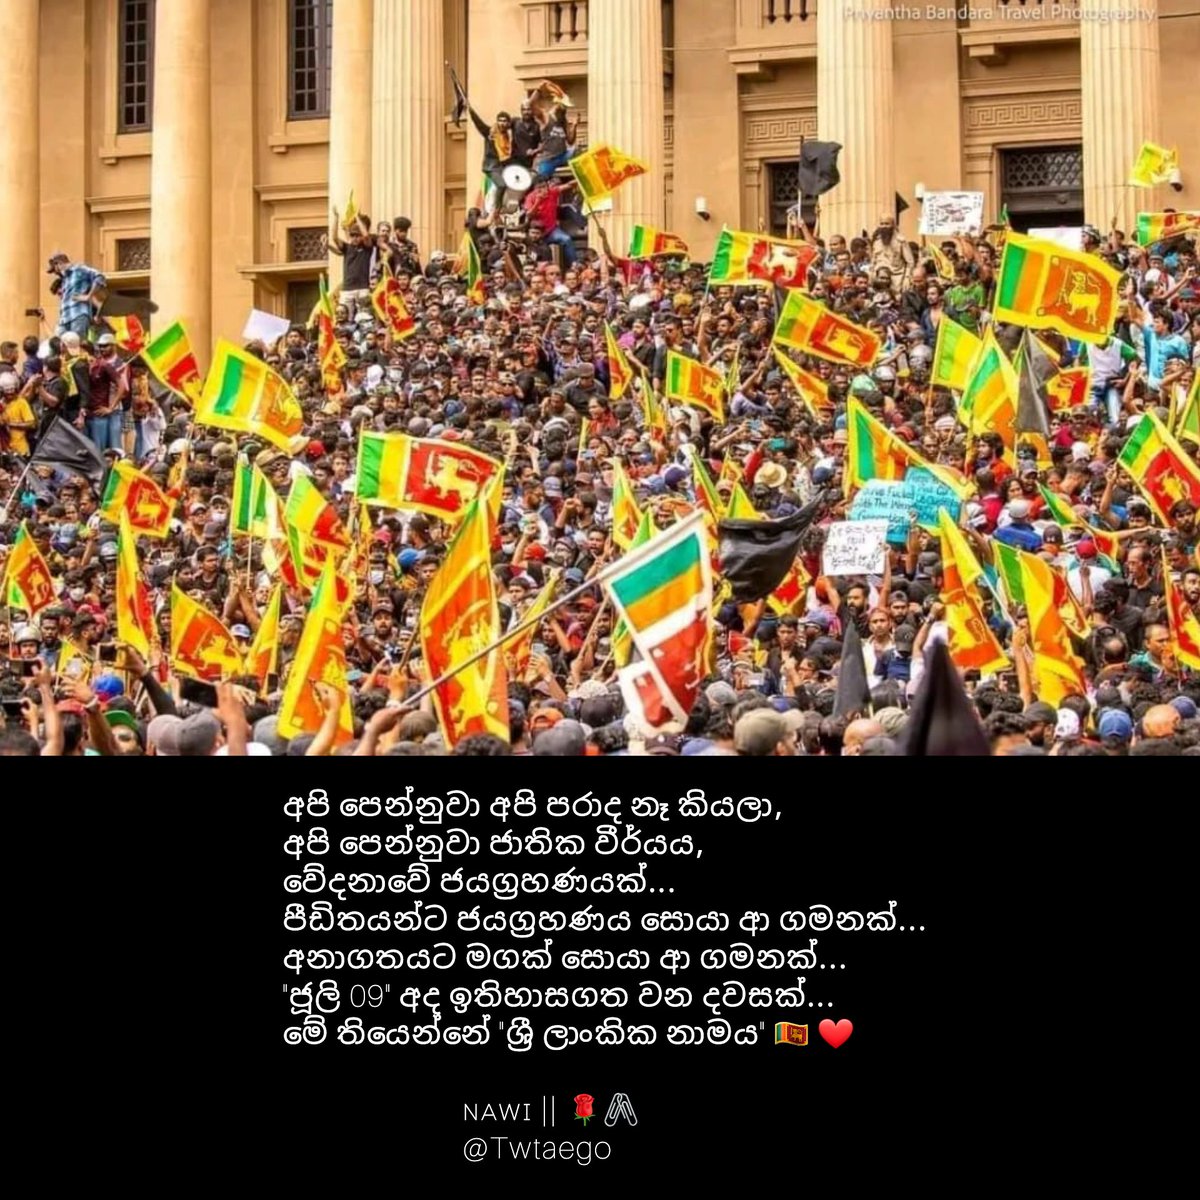 Priyantha Bandara Travel Photography
අපි පෙන්නුවා අපි පරාද නෑ කියලා,
අපි පෙන්නුවා ජාතික වීර්යය,
වේදනාවේ ජයග්‍රහණයක්...
පීඩිතයන්ට ජයග්‍රහණය සොයා ආ ගමනක්...
අනාගතයට මගක් සොයා ආ ගමනක්...
"ජූලි 09" අද ඉතිහාසගත වන දවසක්...
මේ තියෙන්නේ "ශ්‍රී ලාංකික නාමය" 🇱🇰 ❤️
ɴᴀᴡɪ || 🌹🖇
@Twtaego